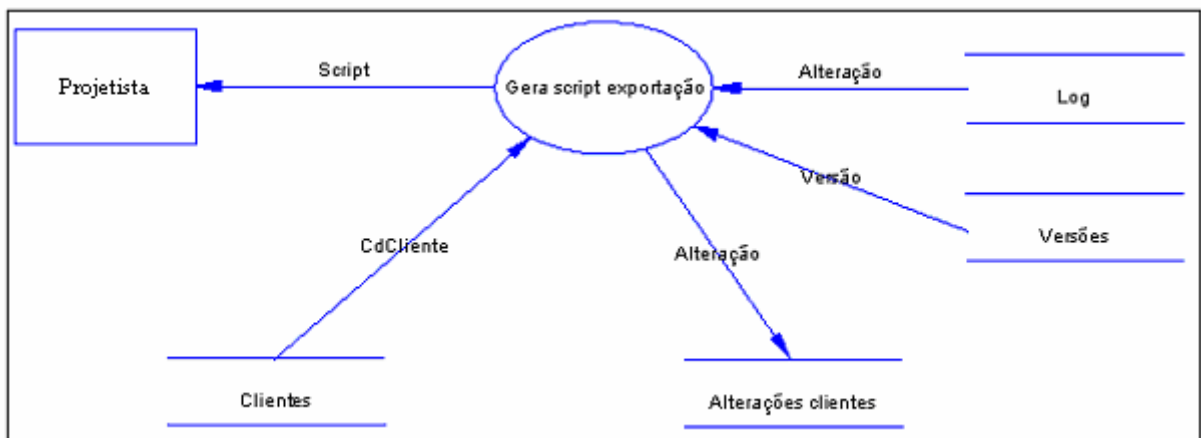 Projetista
Script
Gera script exportação
Alteração
Log
Versão
Versões
CdCliente
Alteração
Clientes
Alterações clientes